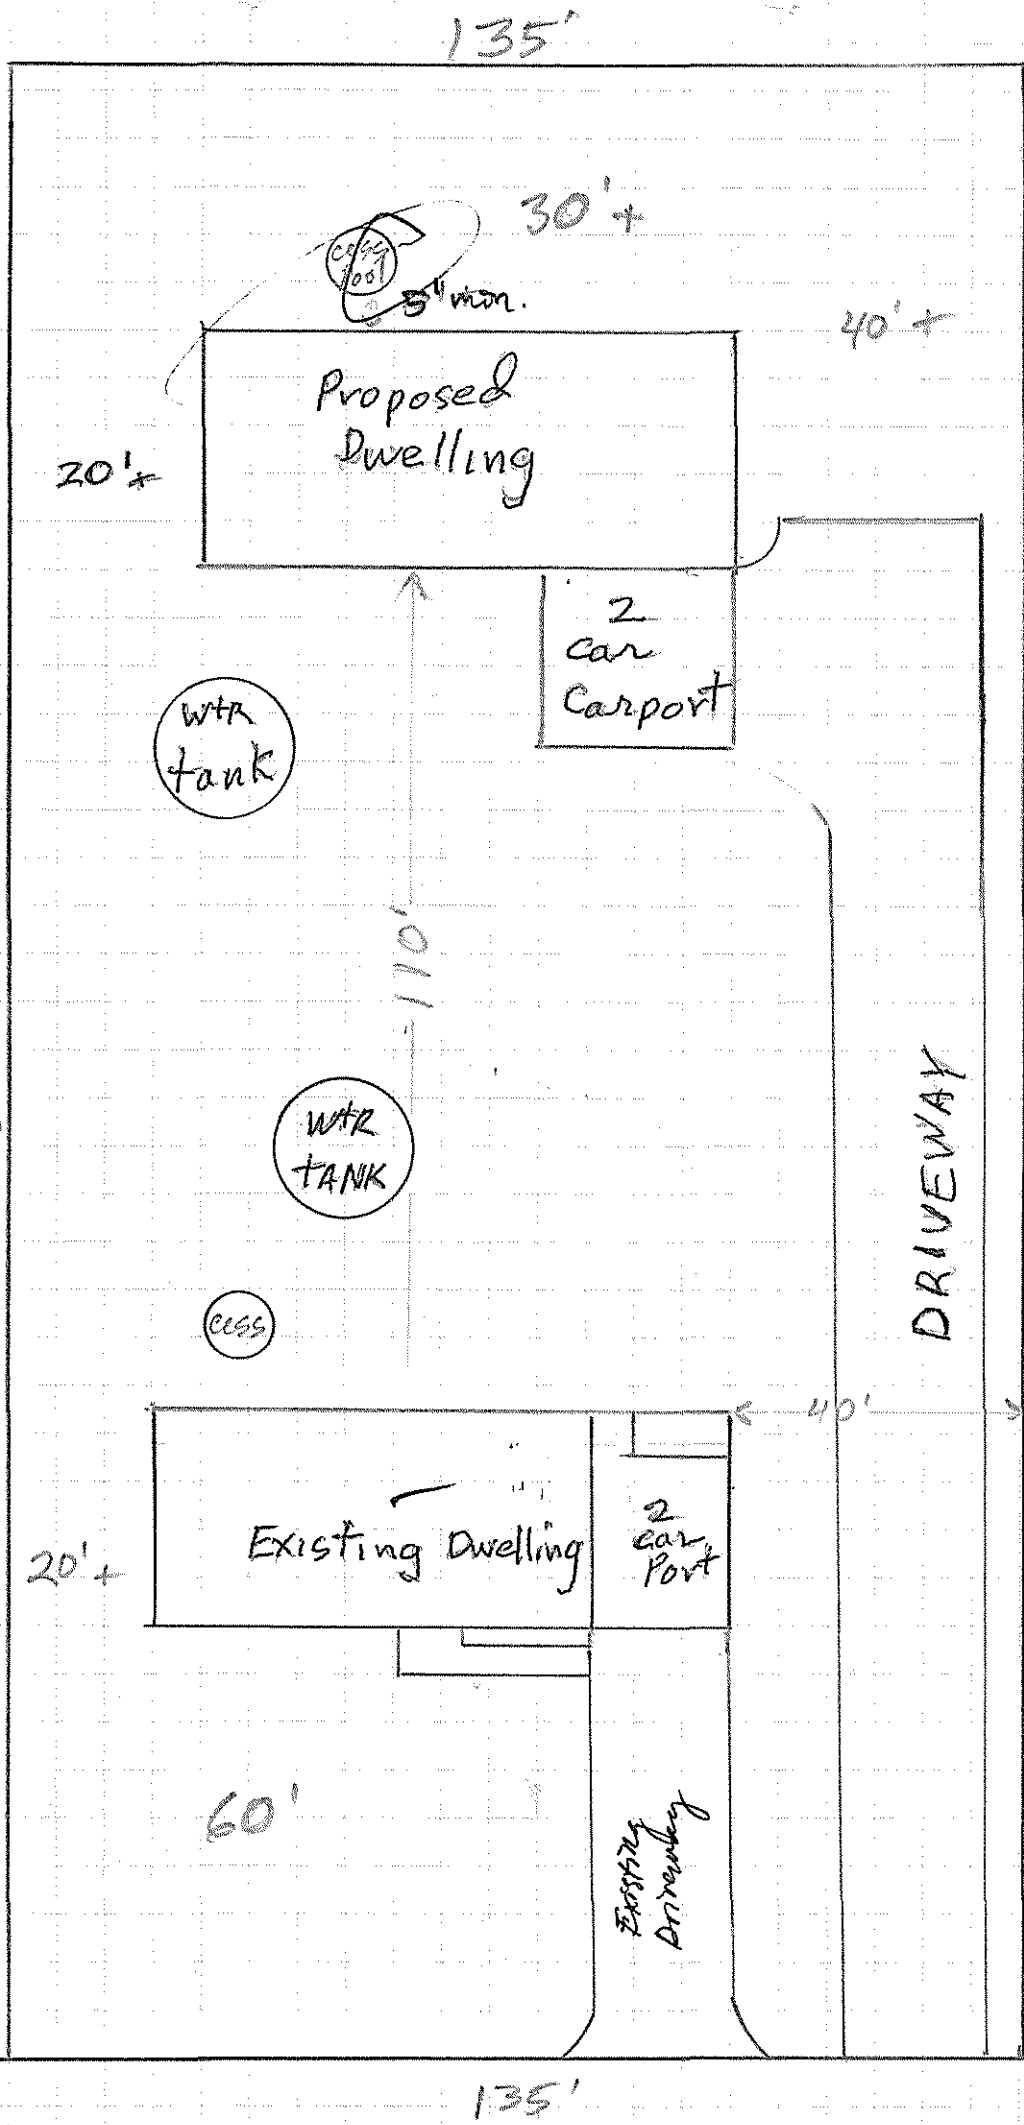 135'
30'+
cess
Pool
5" min.
40'+
Proposed
Dwelling
20'+
2
Car
Carport
WtR
tank
110'
WtR
tANK
DRIVEWAY
cess
40'
Existing Dwelling
2
car
Port
20'+
60'
Existing
Driveway
135'